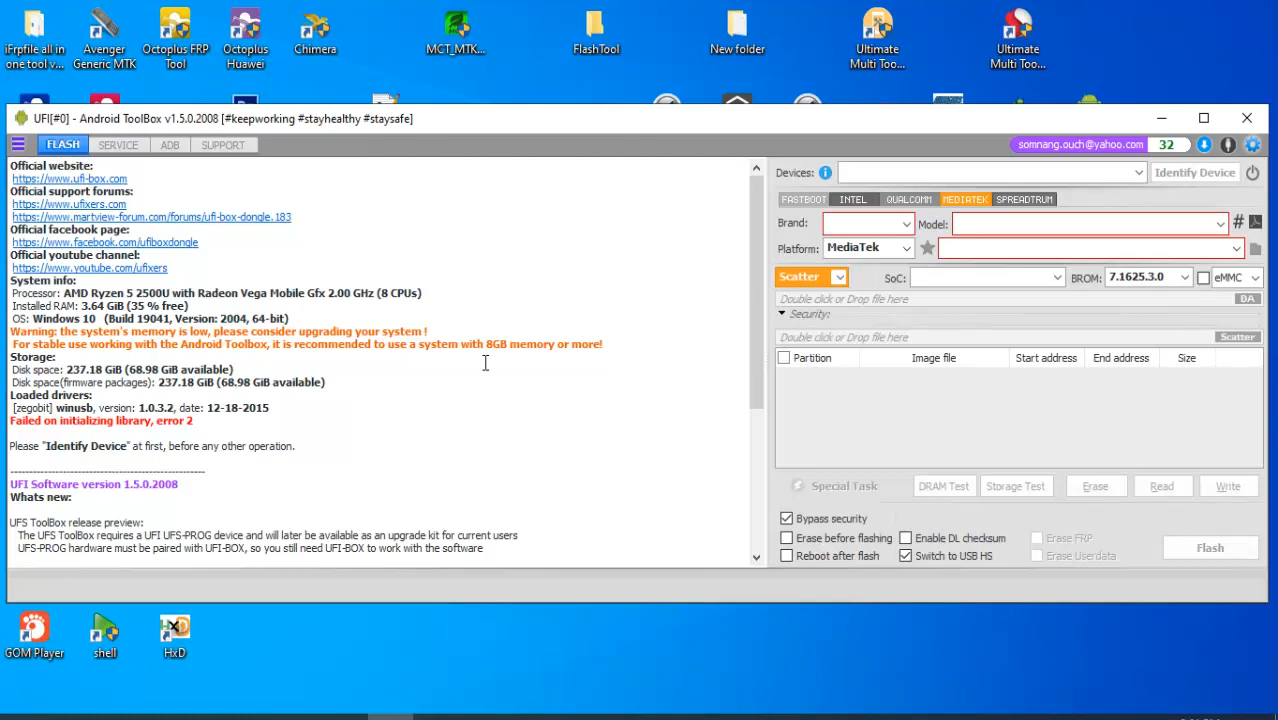 iFrpfile all in one tool v...
Avenger Generic MTK
Octoplus FRP Tool
Octoplus Huawei
Chimera
MCT_MTK...
FlashTool
New folder
Ultimate Multi Too...
Ultimate Multi Too...
UFI[#0] - Android ToolBox v1.5.0.2008 [#keepworking #stayhealthy #staysafe]
FLASH SERVICE ADB SUPPORT
somnang.ouch@yahoo.com 32
Official website:
https://www.ufi-box.com
Official support forums:
https://www.ufixers.com
https://www.martview-forum.com/forums/ufi-box-dongle.183
Official facebook page:
https://www.facebook.com/ufiboxdongle
Official youtube channel:
https://www.youtube.com/ufixers
System info:
Processor: AMD Ryzen 5 2500U with Radeon Vega Mobile Gfx 2.00 GHz (8 CPUs)
Installed RAM: 3.64 GiB (35 % free)
OS: Windows 10 (Build 19041, Version: 2004, 64-bit)
Warning: the system's memory is low, please consider upgrading your system !
For stable use working with the Android Toolbox, it is recommended to use a system with 8GB memory or more!
Storage:
Disk space: 237.18 GiB (68.98 GiB available)
Disk space(firmware packages): 237.18 GiB (68.98 GiB available)
Loaded drivers:
[zegobit] winusb, version: 1.0.3.2, date: 12-18-2015
Failed on initializing library, error 2
Please "Identify Device" at first, before any other operation.
----------------------------------------------------
UFI Software version 1.5.0.2008
Whats new:
UFS ToolBox release preview:
The UFS ToolBox requires a UFI UFS-PROG device and will later be available as an upgrade kit for current users
UFS-PROG hardware must be paired with UFI-BOX, so you still need UFI-BOX to work with the software
Devices: Identify Device
FASTBOOT INTEL QUALCOMM MEDIATEK SPREADTRUM
Brand: Model: #
Platform: MediaTek
Scatter SoC: BROM: 7.1625.3.0 eMMC
Double click or Drop file here DA
Security:
Double click or Drop file here Scatter
Partition Image file Start address End address Size
Special Task DRAM Test Storage Test Erase Read Write
Bypass security
Erase before flashing Enable DL checksum Erase FRP
Reboot after flash Switch to USB HS Erase Userdata
Flash
GOM Player
shell
HxD